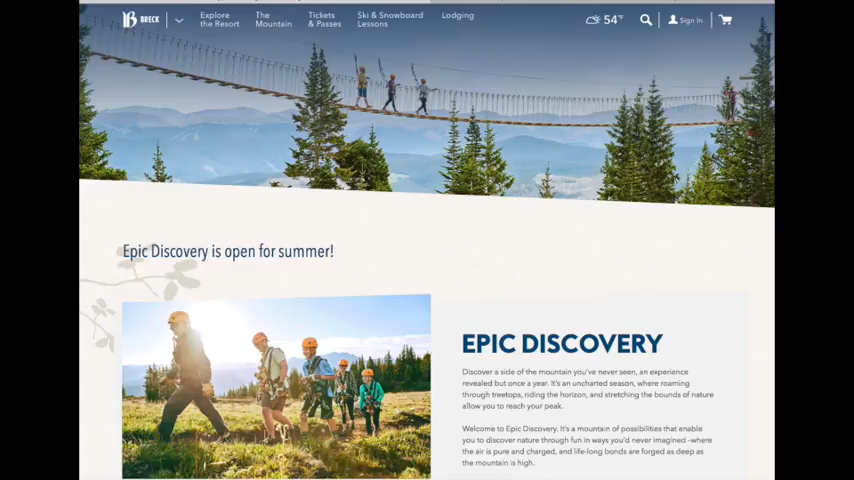 BRECK
Explore
the Resort
The
Mountain
Tickets
& Passes
Ski & Snowboard
Lessons
Lodging
54°F
Sign In
Epic Discovery is open for summer!
EPIC DISCOVERY
Discover a side of the mountain you've never seen, an experience
revealed but once a year. It's an uncharted season, where roaming
through treetops, riding the horizon, and stretching the bounds of nature
allow you to reach your peak.
Welcome to Epic Discovery. It's a mountain of possibilities that enable
you to discover nature through fun in ways you'd never imagined -where
the air is pure and charged, and life-long bonds are forged as deep as
the mountain is high.